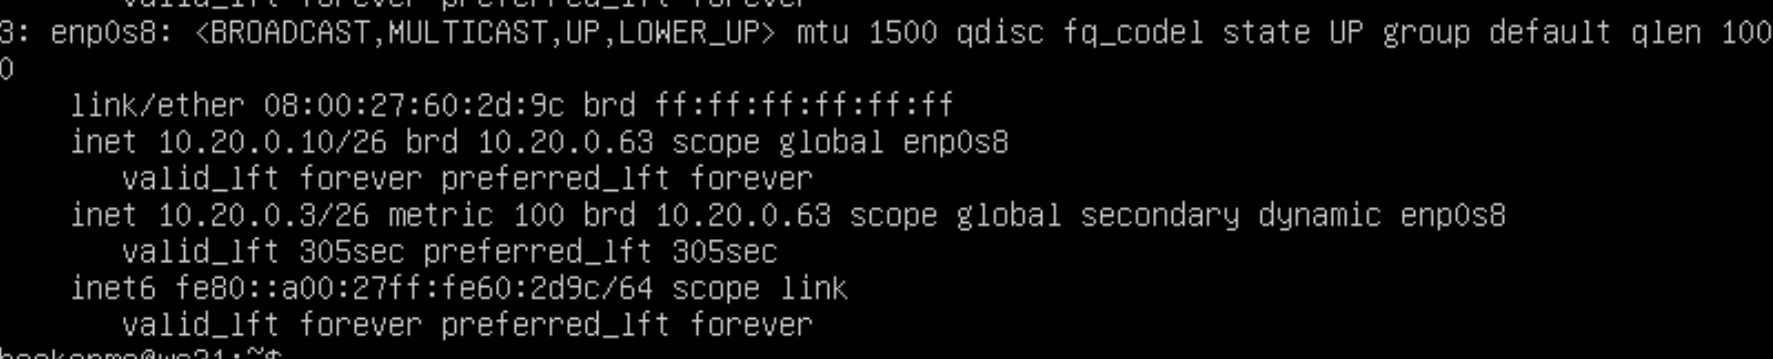 valid_lft forever preferred_lft forever
3: enp0s8: <BROADCAST,MULTICAST,UP,LOWER_UP> mtu 1500 qdisc fq_codel state UP group default qlen 100
0
link/ether 08:00:27:60:2d:9c brd ff:ff:ff:ff:ff:ff
inet 10.20.0.10/26 brd 10.20.0.63 scope global enp0s8
valid_lft forever preferred_lft forever
inet 10.20.0.3/26 metric 100 brd 10.20.0.63 scope global secondary dynamic enp0s8
valid_lft 305sec preferred_lft 305sec
inet6 fe80::a00:27ff:fe60:2d9c/64 scope link
valid_lft forever preferred_lft forever